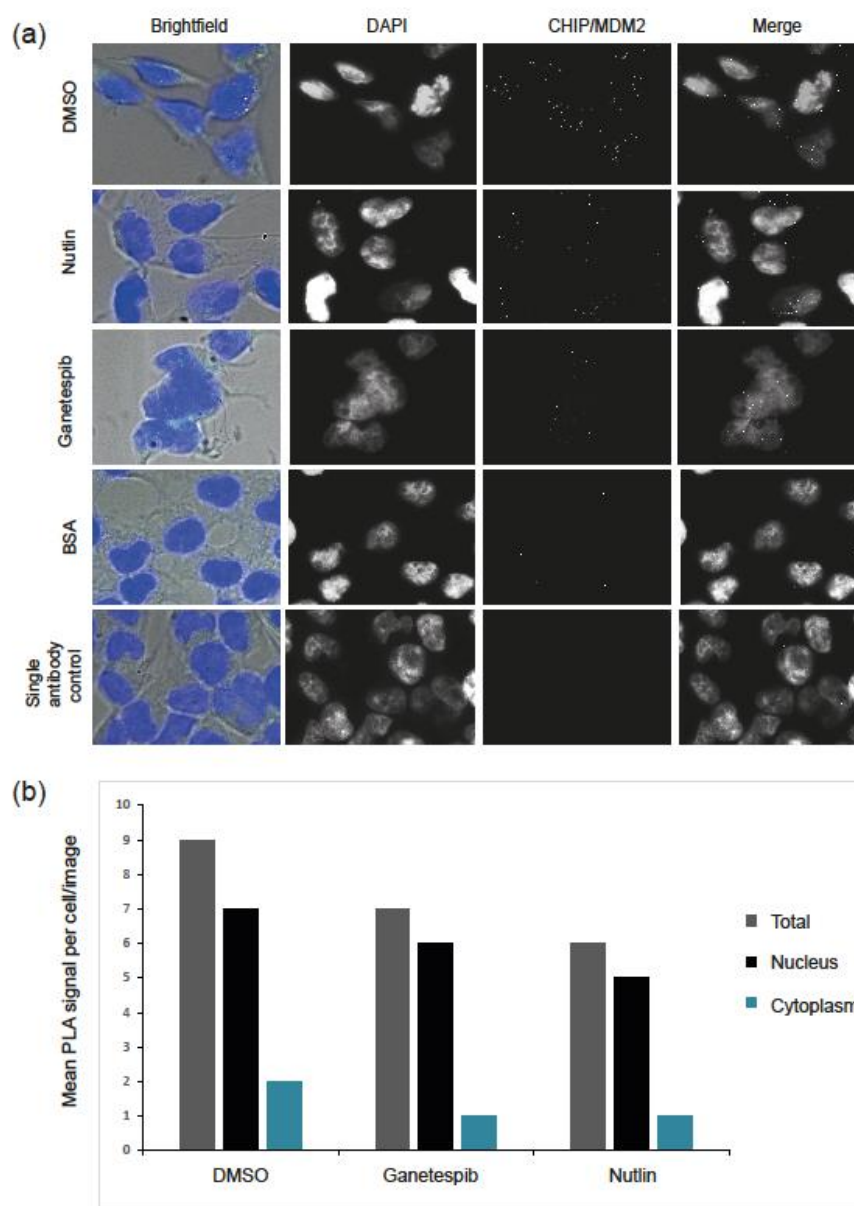 (a)
Brightfield DAPI CHIP/MDM2 Merge
DMSO
Nutlin
Ganetespib
BSA
Single
antibody
control
(b)
Mean PLA signal per cell/image
10
9
8
7
6
5
4
3
2
1
0
DMSO Ganetespib Nutlin
Total
Nucleus
Cytoplasm